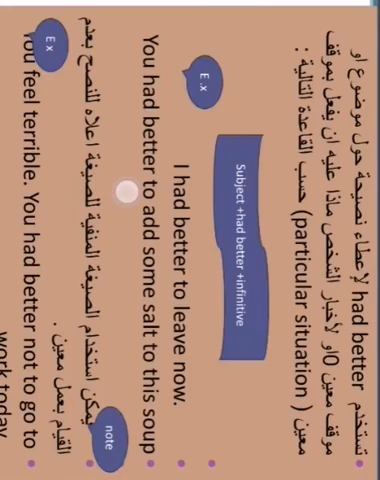 تستخدم had better لإعطاء نصيحة حول موضوع او
موقف معين او لأخبار الشخص ماذا عليه ان يفعل بموقف
معين ( particular situation) حسب القاعدة التالية :
Subject +had better +infinitive
E .x
I had better to leave now.
You had better to add some salt to this soup
note
يمكن استخدام الصيغة المنفية للصيغة اعلاه للنصح بعدم
القيام بعمل معين .
E x
You feel terrible. You had better not to go to
work today